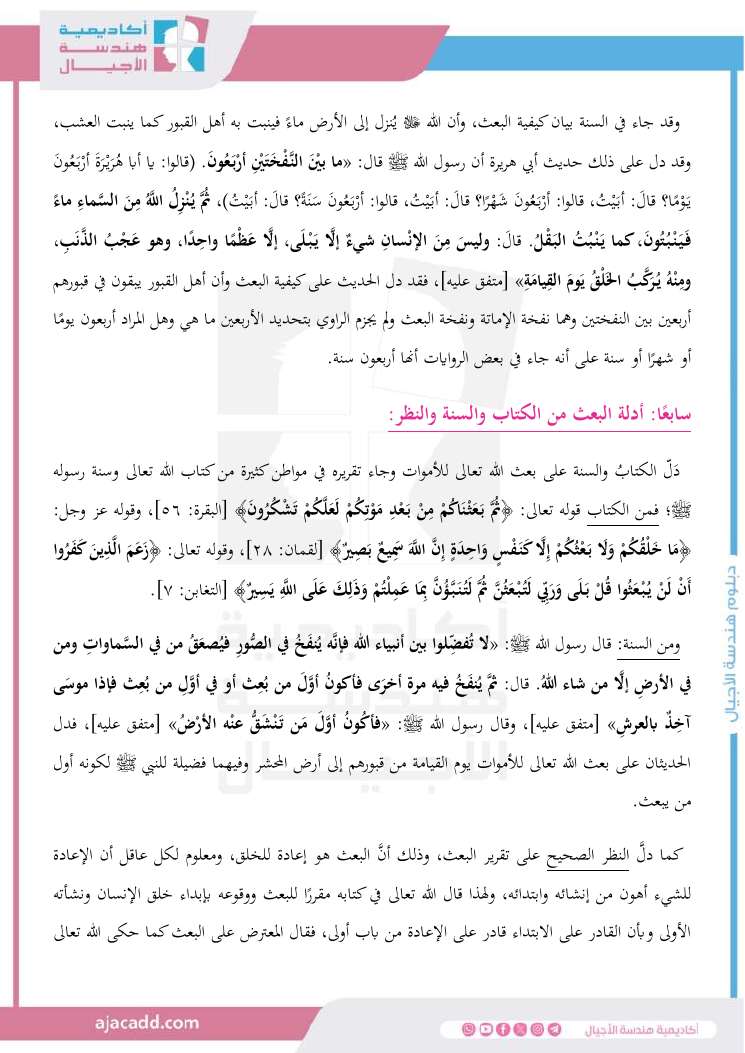 أكاديمية
هندسة
الأجيال
وقد جاء في السنة بيان كيفية البعث، وأن الله ﷻ يُنزل إلى الأرض ماءً فينبت به أهل القبور كما ينبت العشب،
وقد دل على ذلك حديث أبي هريرة أن رسول الله ﷺ قال: «ما بيْنَ النَّفْخَتَيْنِ أرْبَعُونَ. (قالوا: يا أبا هُرَيْرَةَ أرْبَعُونَ
يَوْمًا؟ قالَ: أبَيْتُ، قالوا: أرْبَعُونَ شَهْرًا؟ قالَ: أبَيْتُ، قالوا: أرْبَعُونَ سَنَةً؟ قالَ: أبَيْتُ)، ثُمَّ يُنْزِلُ اللَّهُ مِنَ السَّماءِ ماءً
فَيَنْبُتُونَ، كما يَنْبُتُ البَقْلُ. قالَ: وليسَ مِنَ الإنْسانِ شيءٌ إلَّا يَبْلَى، إلَّا عَظْمًا واحِدًا، وهو عَجْبُ الذَّنَبِ،
ومِنْهُ يُرَكَّبُ الخَلْقُ يَومَ القِيامَةِ» [متفق عليه]، فقد دل الحديث على كيفية البعث وأن أهل القبور يبقون في قبورهم
أربعين بين النفختين وهما نفخة الإماتة ونفخة البعث ولم يجزم الراوي بتحديد الأربعين ما هي وهل المراد أربعون يومًا
أو شهرًا أو سنة على أنه جاء في بعض الروايات أنها أربعون سنة.
سابعًا: أدلة البعث من الكتاب والسنة والنظر:
دَلّ الكتابُ والسنة على بعث الله تعالى للأموات وجاء تقريره في مواطن كثيرة من كتاب الله تعالى وسنة رسوله
ﷺ؛ فمن الكتاب قوله تعالى: ﴿ثُمَّ بَعَثْنَاكُمْ مِنْ بَعْدِ مَوْتِكُمْ لَعَلَّكُمْ تَشْكُرُونَ﴾ [البقرة: ٥٦]، وقوله عز وجل:
﴿مَا خَلْقُكُمْ وَلَا بَعْثُكُمْ إِلَّا كَنَفْسٍ وَاحِدَةٍ إِنَّ اللَّهَ سَمِيعٌ بَصِيرٌ﴾ [لقمان: ٢٨]، وقوله تعالى: ﴿زَعَمَ الَّذِينَ كَفَرُوا
أَنْ لَنْ يُبْعَثُوا قُلْ بَلَى وَرَبِّي لَتُبْعَثُنَّ ثُمَّ لَتُنَبَّؤُنَّ بِمَا عَمِلْتُمْ وَذَلِكَ عَلَى اللَّهِ يَسِيرٌ﴾ [التغابن: ٧].
ومن السنة: قال رسول الله ﷺ: «لا تُفضِّلوا بين أنبياء الله فإنَّه يُنفَخُ في الصُّورِ فيُصعَقُ من في السَّماواتِ ومن
في الأرضِ إلَّا من شاء اللهُ. قال: ثمَّ يُنفَخُ فيه مرة أخرَى فأكونُ أوَّلَ من بُعِث أو في أوَّلِ من بُعِث فإذا موسَى
آخِذٌ بالعرشِ» [متفق عليه]، وقال رسول الله ﷺ: «فأكُونُ أوَّلَ مَن تَنْشَقُّ عنْه الأرْضُ» [متفق عليه]، فدل
الحديثان على بعث الله تعالى للأموات يوم القيامة من قبورهم إلى أرض المحشر وفيهما فضيلة للنبي ﷺ لكونه أول
من يبعث.
كما دلَّ النظر الصحيح على تقرير البعث، وذلك أنَّ البعث هو إعادة للخلق، ومعلوم لكل عاقل أن الإعادة
للشيء أهون من إنشائه وابتدائه، ولهذا قال الله تعالى في كتابه مقررًا للبعث ووقوعه بإبداء خلق الإنسان ونشأته
الأولى وبأن القادر على الابتداء قادر على الإعادة من باب أولى، فقال المعترض على البعث كما حكى الله تعالى
دبلوم هندسة الأجيال
أكاديمية
هندسة
الأجيال
ajacadd.com
أكاديمية هندسة الأجيال